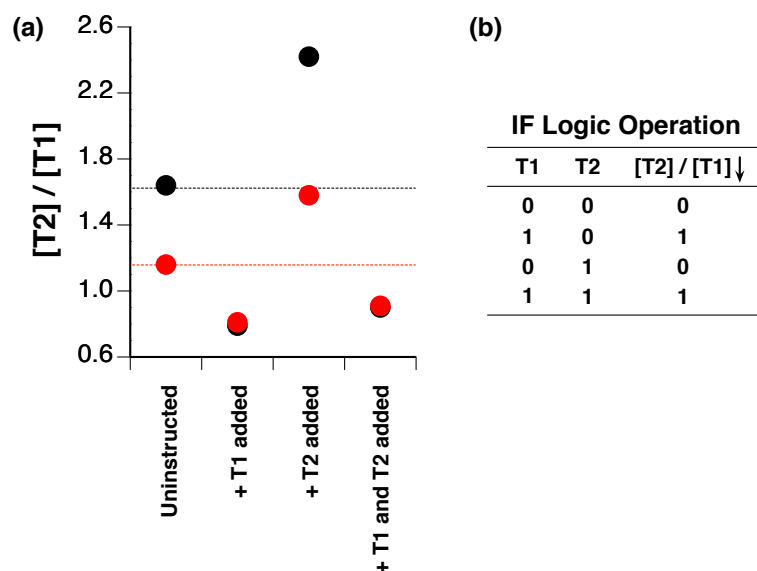 (a)
[T2] / [T1]
2.6
2.2
1.8
1.4
1.0
0.6
Uninstructed
+ T1 added
+ T2 added
+ T1 and T2 added
(b)
IF Logic Operation
T1 T2 [T2] / [T1]↓
0 0 0
1 0 1
0 1 0
1 1 1